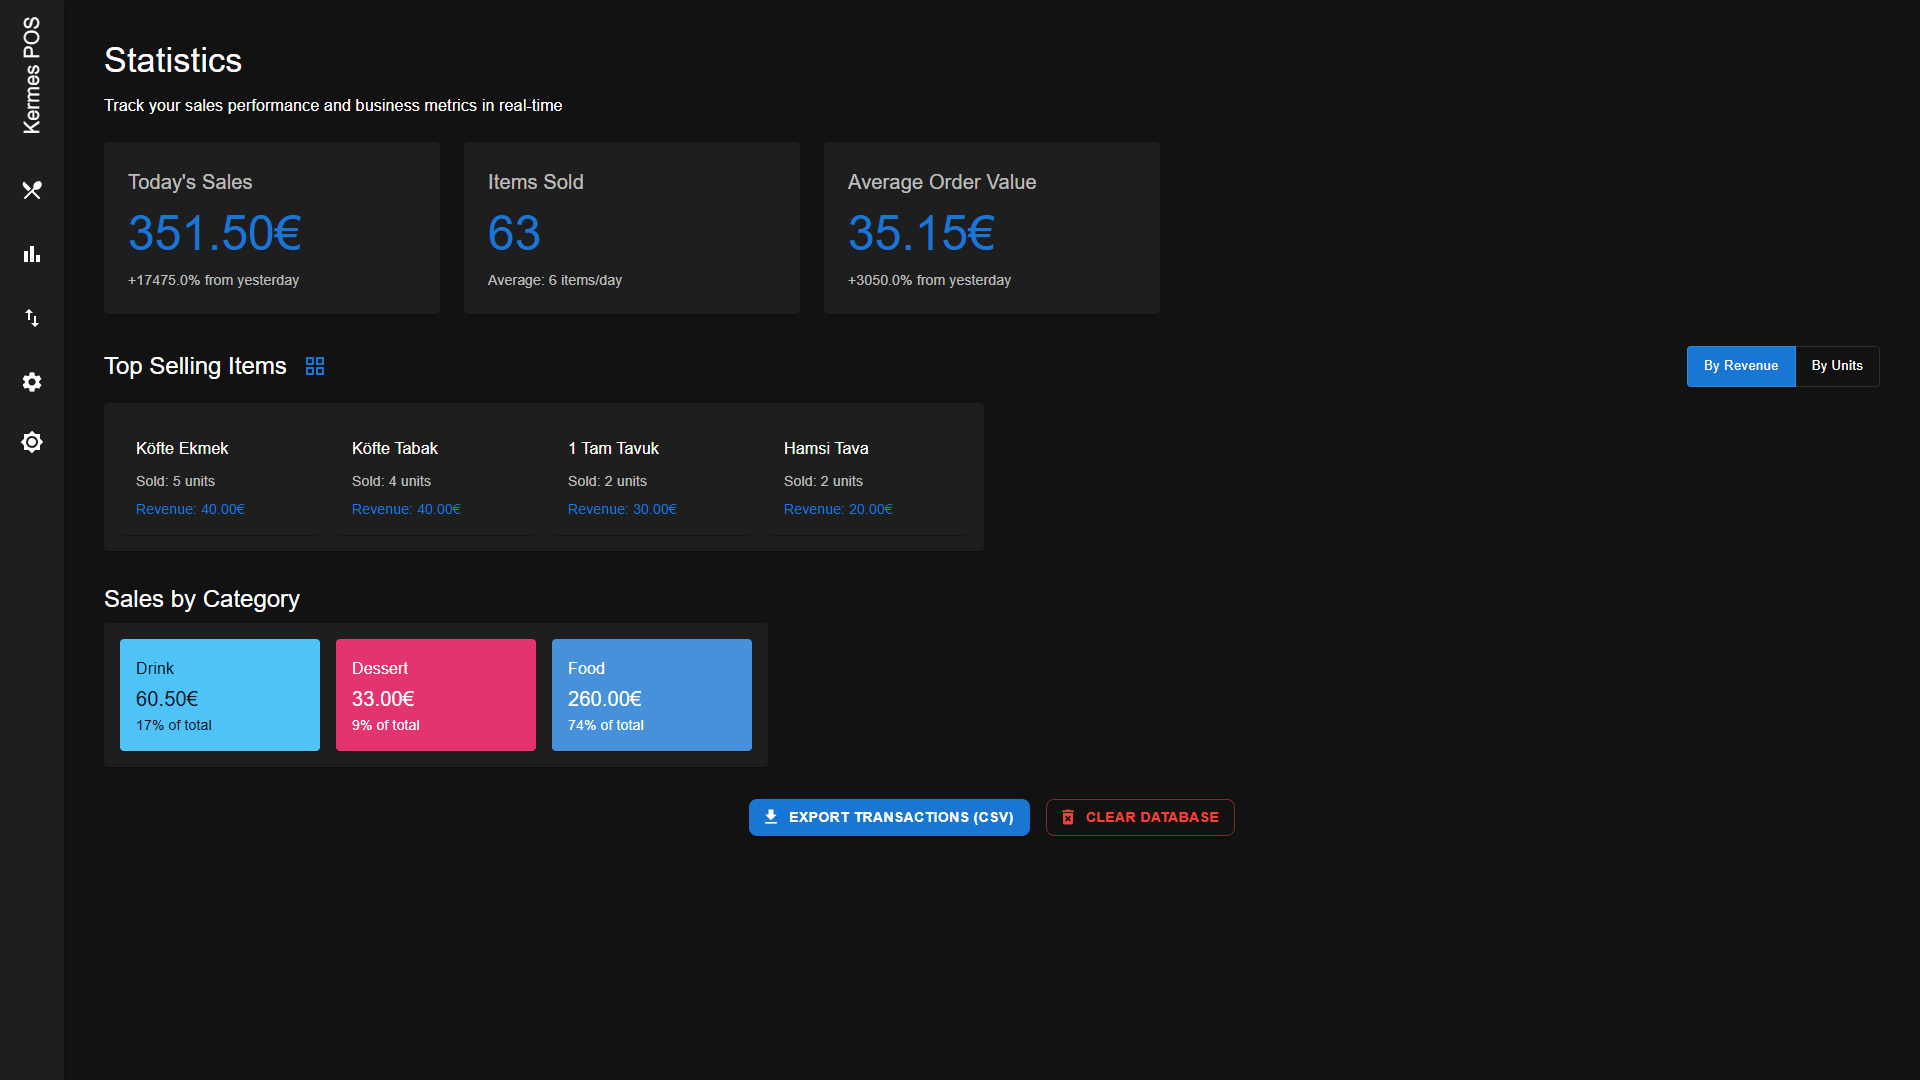 Kermes POS
Statistics
Track your sales performance and business metrics in real-time
Today's Sales
351.50€
+17475.0% from yesterday
Items Sold
63
Average: 6 items/day
Average Order Value
35.15€
+3050.0% from yesterday
Top Selling Items
By Revenue
By Units
Köfte Ekmek
Sold: 5 units
Revenue: 40.00€
Köfte Tabak
Sold: 4 units
Revenue: 40.00€
1 Tam Tavuk
Sold: 2 units
Revenue: 30.00€
Hamsi Tava
Sold: 2 units
Revenue: 20.00€
Sales by Category
Drink
60.50€
17% of total
Dessert
33.00€
9% of total
Food
260.00€
74% of total
EXPORT TRANSACTIONS (CSV)
CLEAR DATABASE